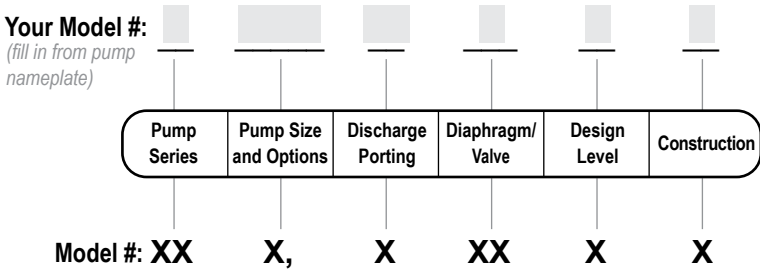 Your Model #:
(fill in from pump
nameplate)
Pump Series
Pump Size and Options
Discharge Porting
Diaphragm/ Valve
Design Level
Construction
Model #: XX X, X XX X X